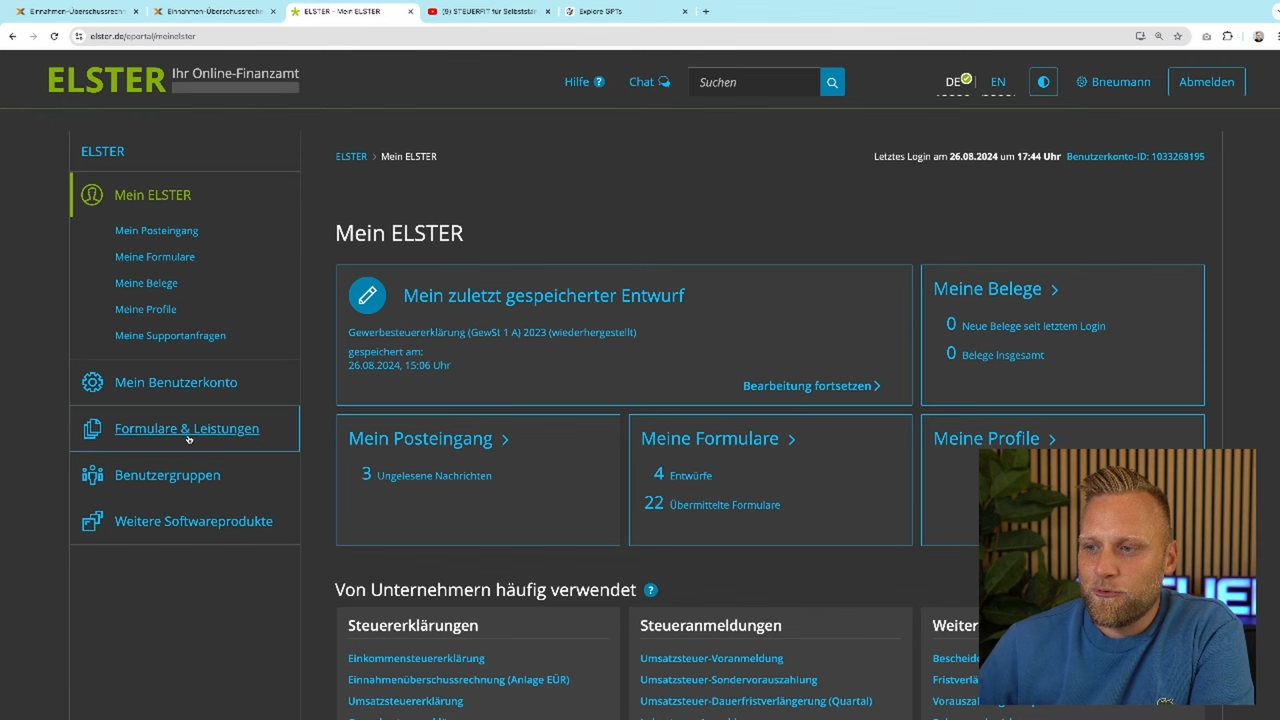 Einnahmen-Überschussrechn
Einnahmen-Überschussrechn
ELSTER - Mein ELSTER
(9) STEUERFIT für Selbststän
Explore GPTs
elster.de/eportal/meinelster
ELSTER Ihr Online-Finanzamt
Hilfe ?
Chat
Suchen
DE | EN
Bneumann
Abmelden
ELSTER
Mein ELSTER
Mein Posteingang
Meine Formulare
Meine Belege
Meine Profile
Meine Supportanfragen
Mein Benutzerkonto
Formulare & Leistungen
Benutzergruppen
Weitere Softwareprodukte
ELSTER > Mein ELSTER
Letztes Login am 26.08.2024 um 17:44 Uhr Benutzerkonto-ID: 1033268195
Mein ELSTER
Mein zuletzt gespeicherter Entwurf
Gewerbesteuererklärung (GewSt 1 A) 2023 (wiederhergestellt)
gespeichert am:
26.08.2024, 15:06 Uhr
Bearbeitung fortsetzen >
Meine Belege >
0 Neue Belege seit letztem Login
0 Belege insgesamt
Mein Posteingang >
3 Ungelesene Nachrichten
Meine Formulare >
4 Entwürfe
22 Übermittelte Formulare
Meine Profile >
Von Unternehmern häufig verwendet ?
Steuererklärungen
Einkommensteuererklärung
Einnahmenüberschussrechnung (Anlage EÜR)
Umsatzsteuererklärung
Steueranmeldungen
Umsatzsteuer-Voranmeldung
Umsatzsteuer-Sondervorauszahlung
Umsatzsteuer-Dauerfristverlängerung (Quartal)
Weiter
Bescheide
Fristverl
Vorauszah